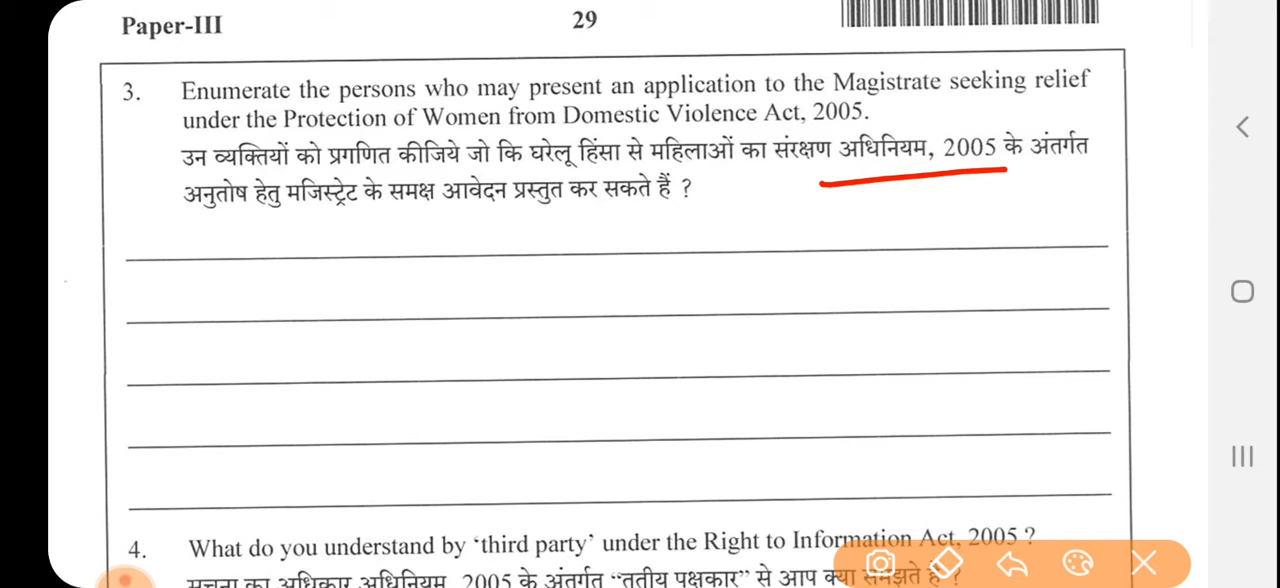 Paper-III
29
3. Enumerate the persons who may present an application to the Magistrate seeking relief
under the Protection of Women from Domestic Violence Act, 2005.
उन व्यक्तियों को प्रगणित कीजिये जो कि घरेलू हिंसा से महिलाओं का संरक्षण अधिनियम, 2005 के अंतर्गत
अनुतोष हेतु मजिस्ट्रेट के समक्ष आवेदन प्रस्तुत कर सकते हैं ?
4. What do you understand by ‘third party’ under the Right to Information Act, 2005 ?
सूचना का अधिकार अधिनियम, 2005 के अंतर्गत “तृतीय पक्षकार” से आप क्या समझते हैं ?